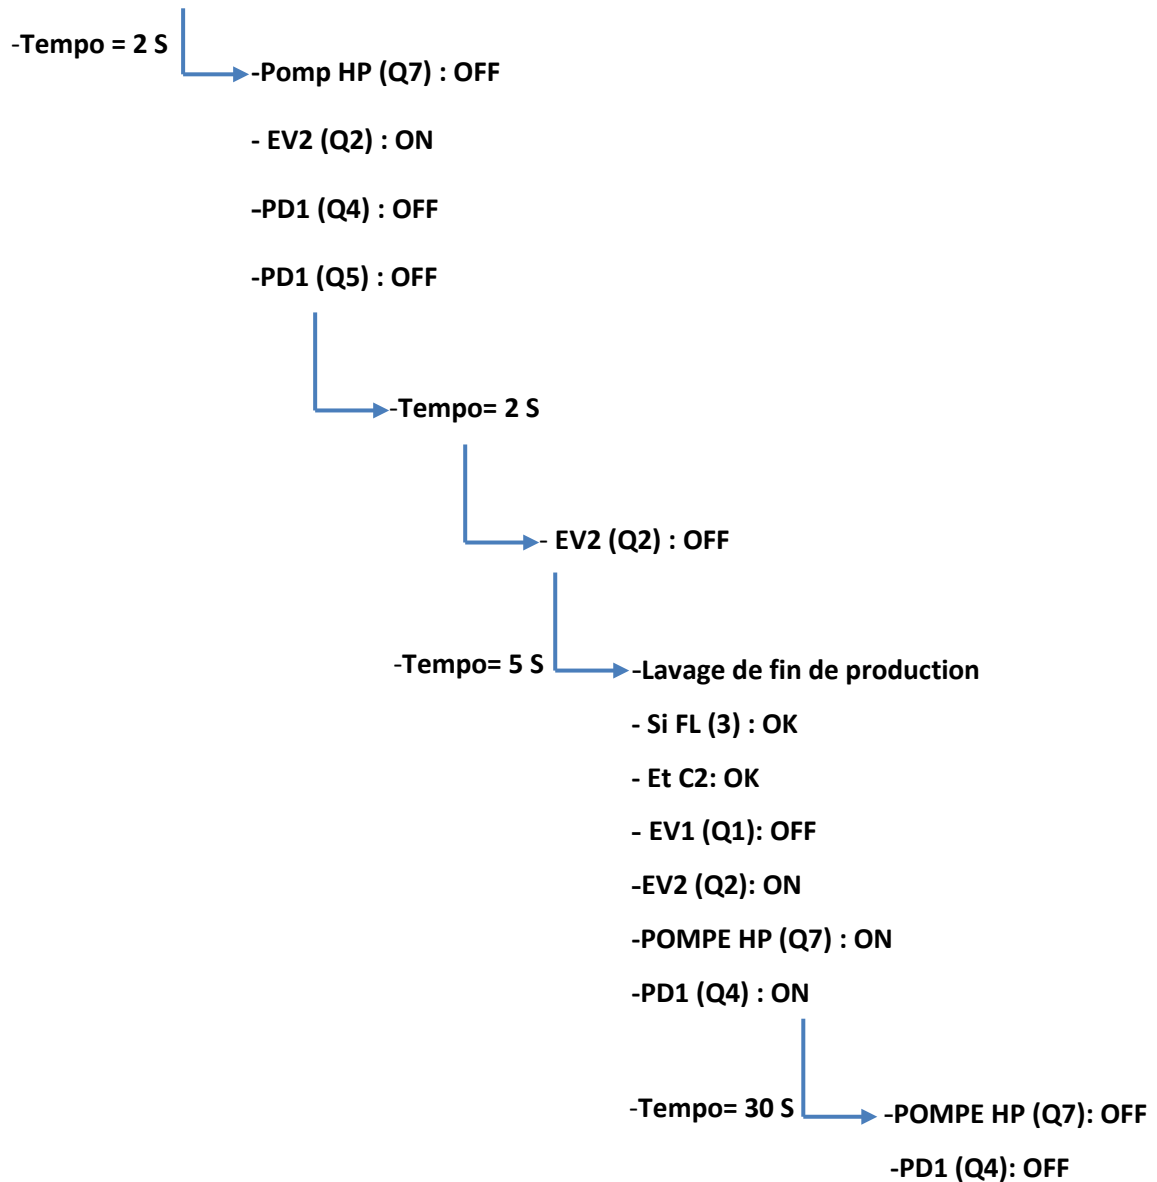 -Tempo = 2 S
-Pomp HP (Q7) : OFF
- EV2 (Q2) : ON
-PD1 (Q4) : OFF
-PD1 (Q5) : OFF
-Tempo= 2 S
- EV2 (Q2) : OFF
-Tempo= 5 S
-Lavage de fin de production
- Si FL (3) : OK
- Et C2: OK
- EV1 (Q1): OFF
-EV2 (Q2): ON
-POMPE HP (Q7) : ON
-PD1 (Q4) : ON
-Tempo= 30 S
-POMPE HP (Q7): OFF
-PD1 (Q4): OFF